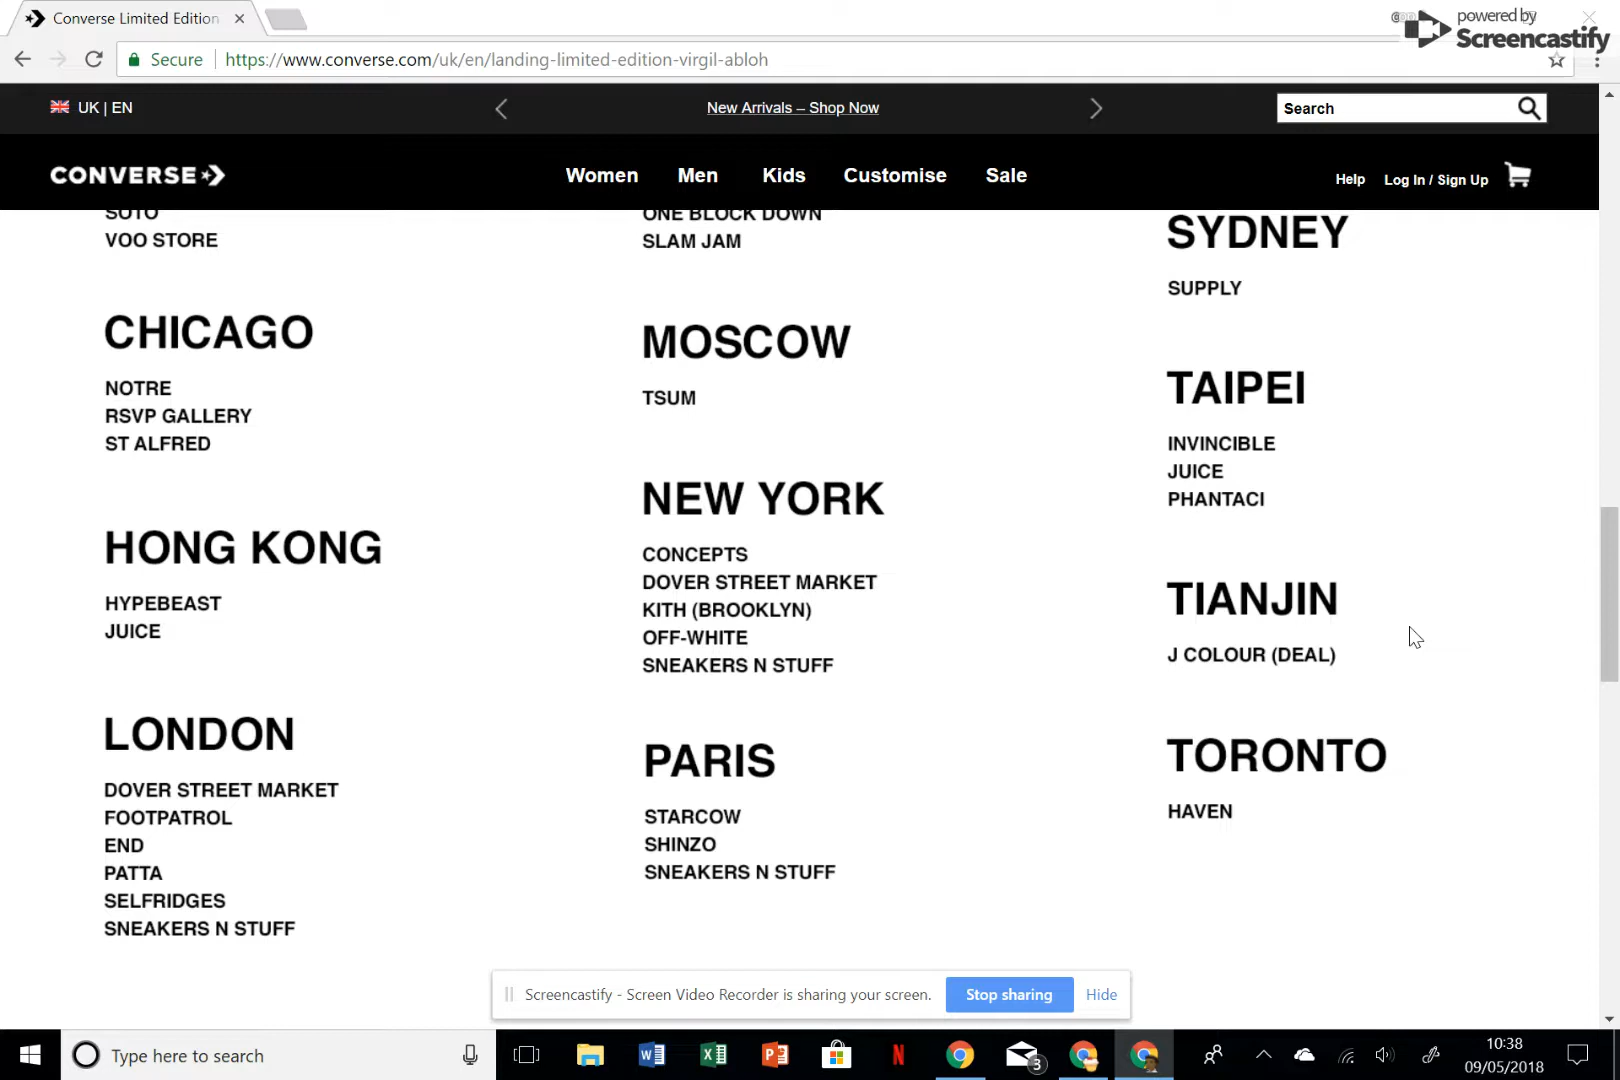 Converse Limited Edition
powered by
Screencastify
Secure
https://www.converse.com/uk/en/landing-limited-edition-virgil-abloh
UK | EN
New Arrivals – Shop Now
Search
CONVERSE
Women
Men
Kids
Customise
Sale
Help
Log In / Sign Up
SOTO
VOO STORE
CHICAGO
NOTRE
RSVP GALLERY
ST ALFRED
HONG KONG
HYPEBEAST
JUICE
LONDON
DOVER STREET MARKET
FOOTPATROL
END
PATTA
SELFRIDGES
SNEAKERS N STUFF
ONE BLOCK DOWN
SLAM JAM
MOSCOW
TSUM
NEW YORK
CONCEPTS
DOVER STREET MARKET
KITH (BROOKLYN)
OFF-WHITE
SNEAKERS N STUFF
PARIS
STARCOW
SHINZO
SNEAKERS N STUFF
SYDNEY
SUPPLY
TAIPEI
INVINCIBLE
JUICE
PHANTACI
TIANJIN
J COLOUR (DEAL)
TORONTO
HAVEN
Screencastify - Screen Video Recorder is sharing your screen.
Stop sharing
Hide
Type here to search
3
10:38
09/05/2018